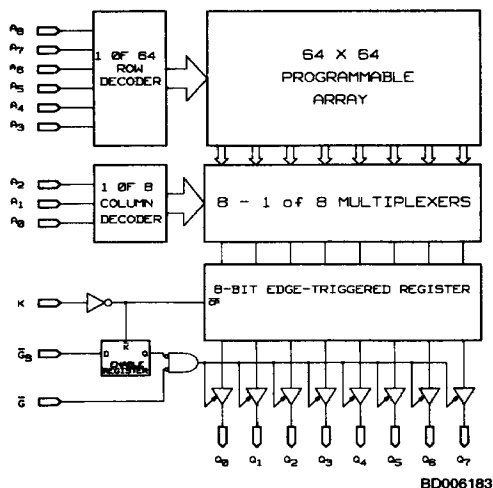 A8
A7
A6
A5
A4
A3
1 OF 64
ROW
DECODER
64 X 64
PROGRAMMABLE
ARRAY
A2
A1
A0
1 OF 8
COLUMN
DECODER
8 - 1 of 8 MULTIPLEXERS
K
8-BIT EDGE-TRIGGERED REGISTER
G̅S̅
D
K
Q
ENABLE
REGISTER
G̅
Q0
Q1
Q2
Q3
Q4
Q5
Q6
Q7
BD006183